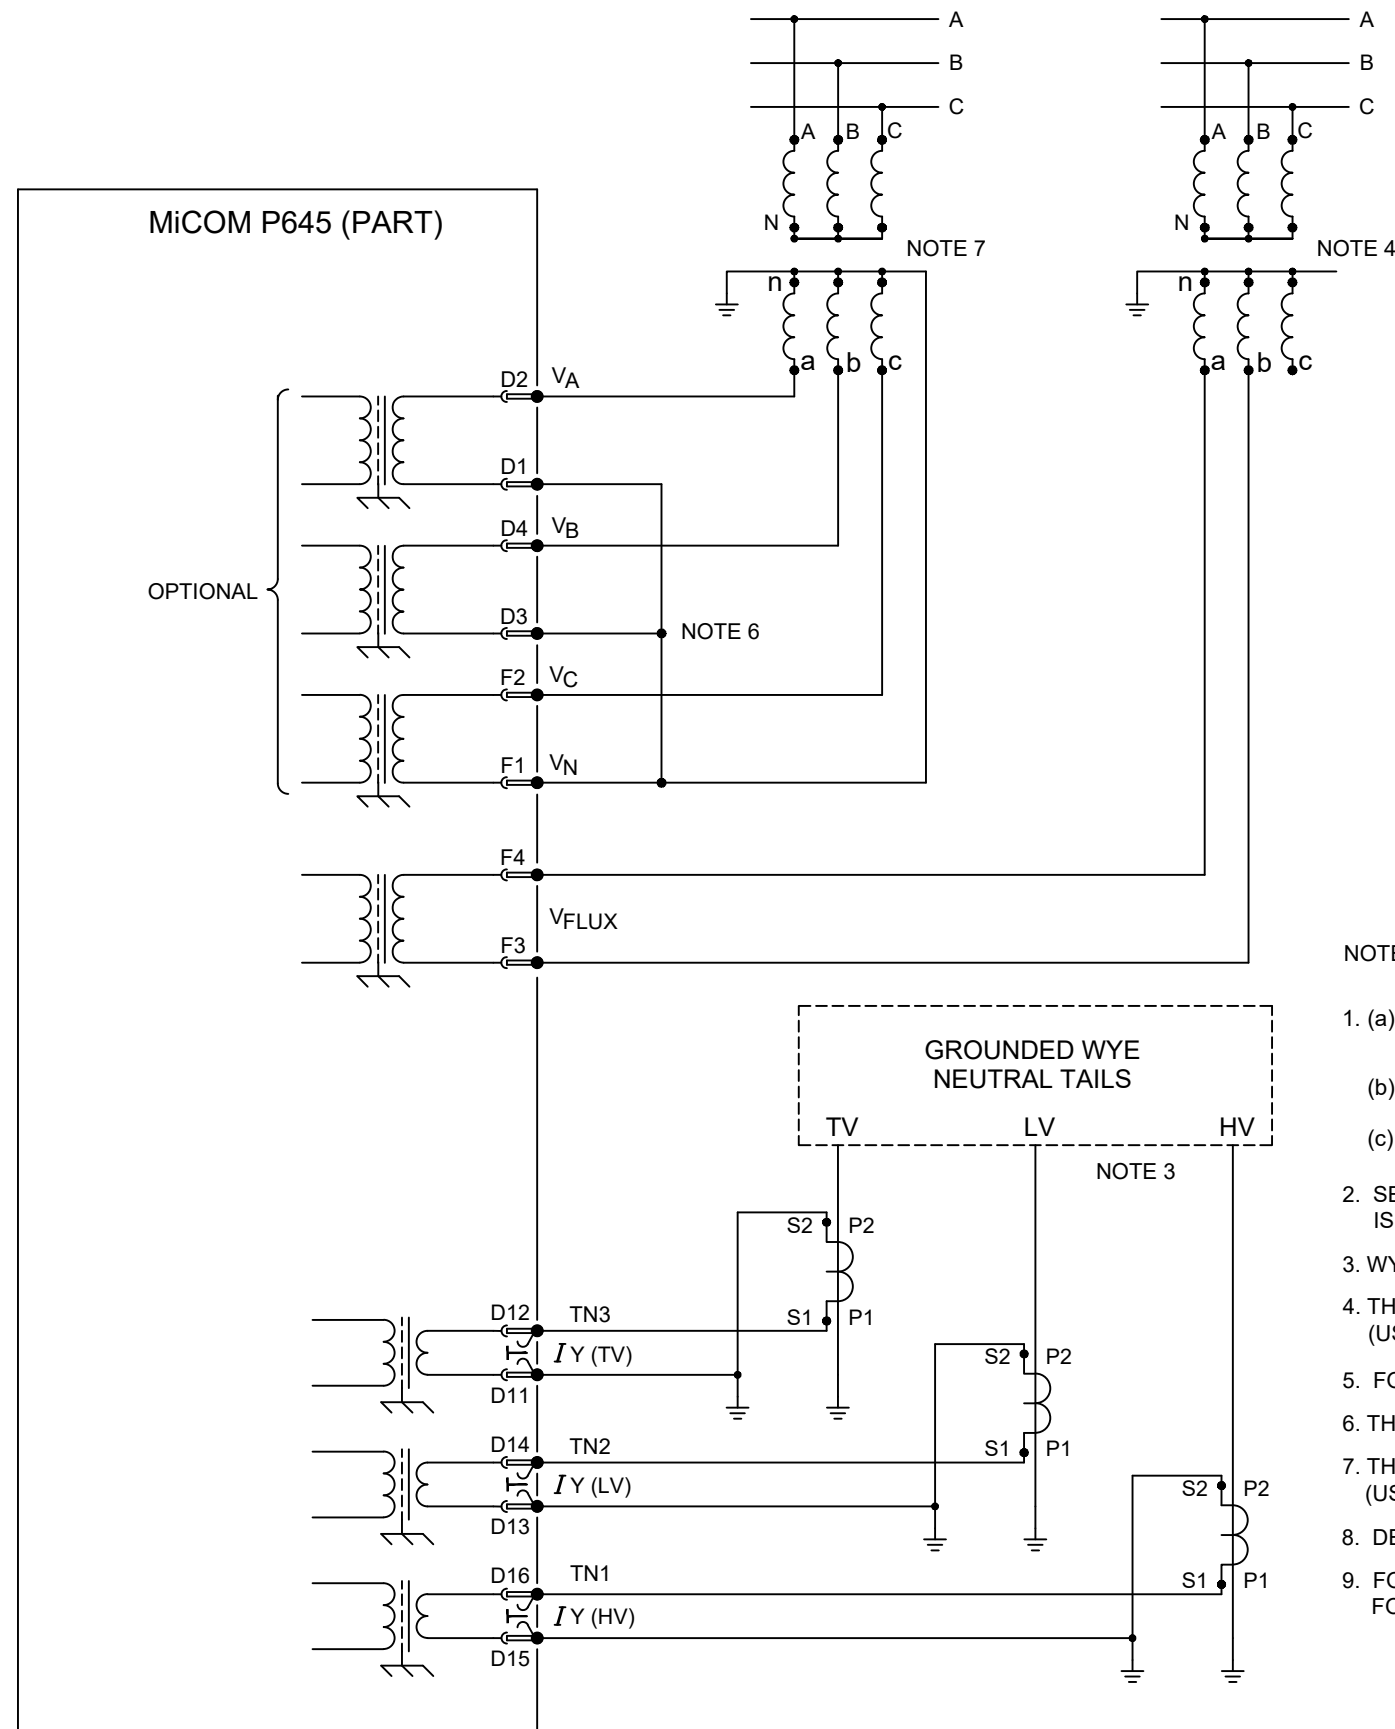 A
A
B
B
C
C
A B C
A B C
MiCOM P645 (PART)
N
N
NOTE 7
NOTE 4
n
n
a b c
a b c
D2 VA
D1
D4 VB
OPTIONAL
D3
NOTE 6
F2 VC
F1 VN
F4
VFLUX
F3
NOTE
GROUNDED WYE
NEUTRAL TAILS
1. (a)
(b)
TV LV HV
(c)
NOTE 3
2. SE
IS
S2 P2
3. WY
D12 TN3
S1 P1
4. TH
(US
I Y (TV)
S2 P2
D11
5. FO
6. TH
D14 TN2
S1 P1
7. TH
(US
I Y (LV)
S2 P2
D13
8. DE
D16 TN1
S1 P1
9. FO
FO
I Y (HV)
D15